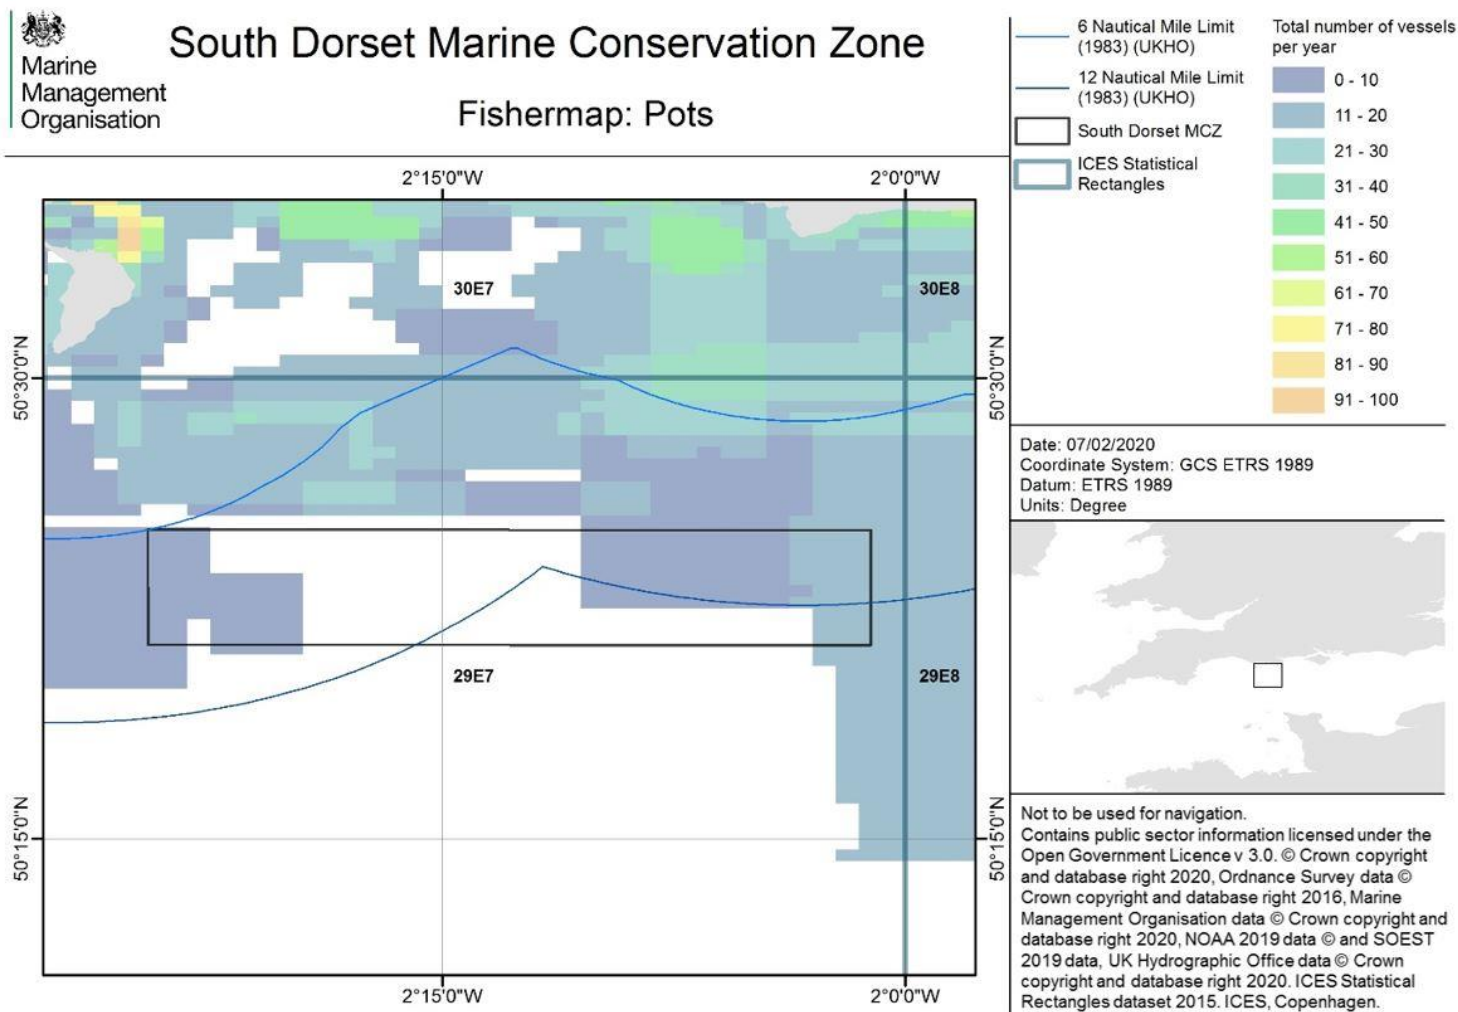 Marine
Management
Organisation
South Dorset Marine Conservation Zone
Fishermap: Pots
6 Nautical Mile Limit
(1983) (UKHO)
12 Nautical Mile Limit
(1983) (UKHO)
South Dorset MCZ
ICES Statistical
Rectangles
Total number of vessels
per year
0 - 10
11 - 20
21 - 30
31 - 40
41 - 50
51 - 60
61 - 70
71 - 80
81 - 90
91 - 100
2°15'0"W
2°0'0"W
30E7
30E8
50°30'0"N
50°30'0"N
29E7
29E8
50°15'0"N
50°15'0"N
2°15'0"W
2°0'0"W
Date: 07/02/2020
Coordinate System: GCS ETRS 1989
Datum: ETRS 1989
Units: Degree
Not to be used for navigation.
Contains public sector information licensed under the
Open Government Licence v 3.0. © Crown copyright
and database right 2020, Ordnance Survey data ©
Crown copyright and database right 2016, Marine
Management Organisation data © Crown copyright and
database right 2020, NOAA 2019 data © and SOEST
2019 data, UK Hydrographic Office data © Crown
copyright and database right 2020. ICES Statistical
Rectangles dataset 2015. ICES, Copenhagen.